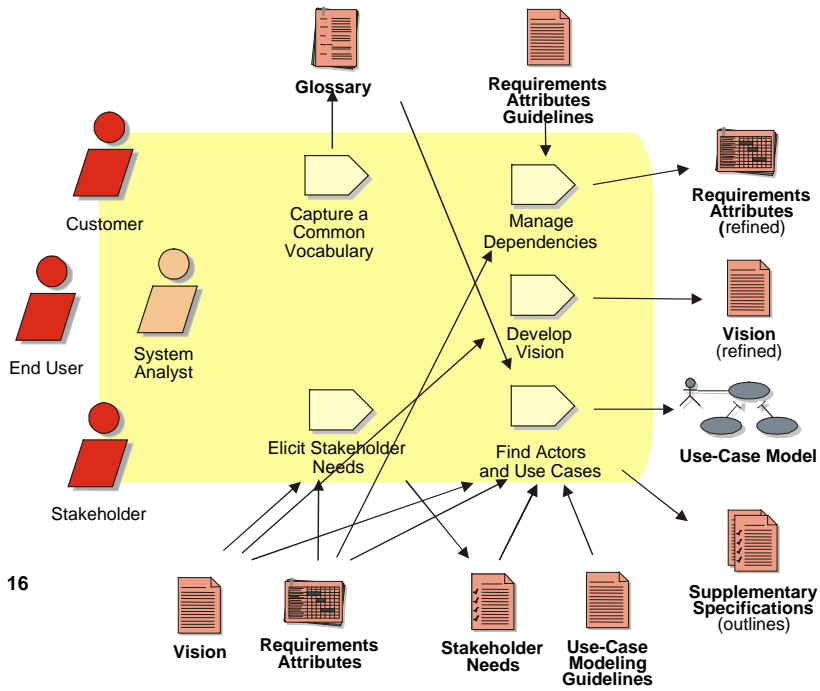 Glossary
Requirements
Attributes
Guidelines
Customer
Capture a
Common
Vocabulary
Manage
Dependencies
Requirements
Attributes
(refined)
End User
System
Analyst
Develop
Vision
Vision
(refined)
Stakeholder
Elicit Stakeholder
Needs
Find Actors
and Use Cases
Use-Case Model
16
Vision
Requirements
Attributes
Stakeholder
Needs
Use-Case
Modeling
Guidelines
Supplementary
Specifications
(outlines)